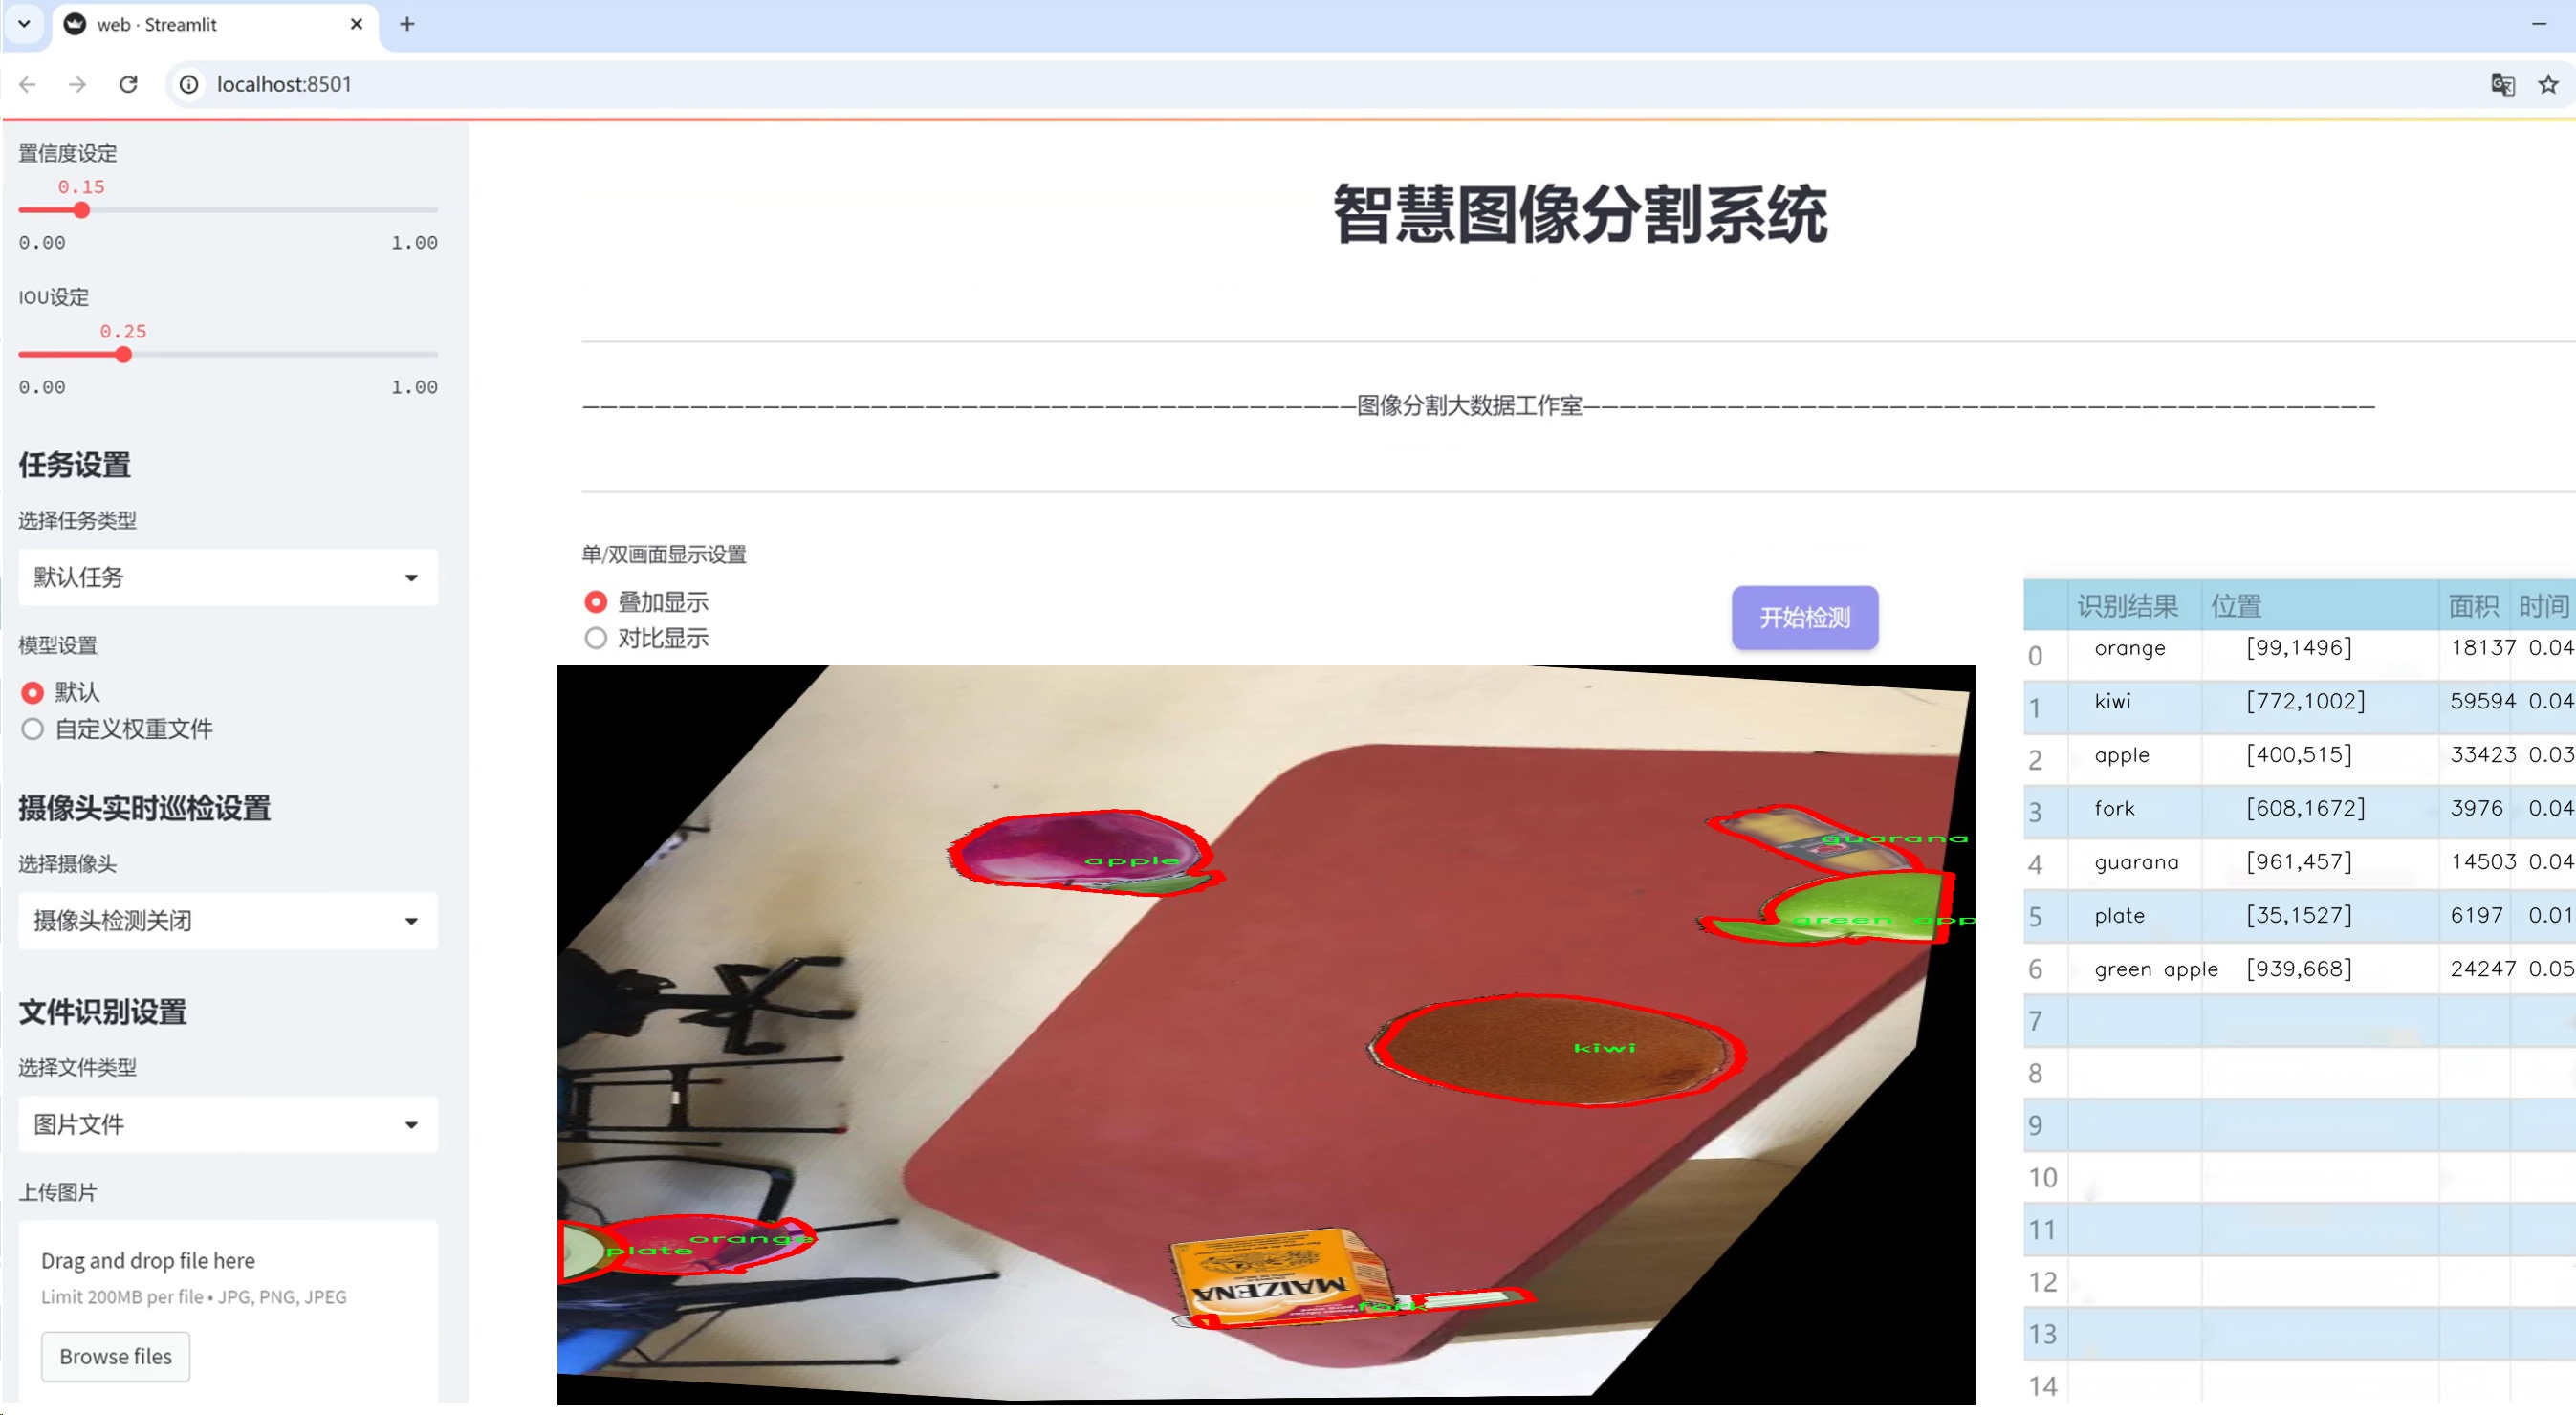 web · Streamlit
localhost:8501
置信度设定
0.15
0.00 1.00
IOU设定
0.25
0.00 1.00
任务设置
选择任务类型
默认任务
模型设置
默认
自定义权重文件
摄像头实时巡检设置
选择摄像头
摄像头检测关闭
文件识别设置
选择文件类型
图片文件
上传图片
Drag and drop file here
Limit 200MB per file • JPG, PNG, JPEG
Browse files
智慧图像分割系统
图像分割大数据工作室
单/双画面显示设置
叠加显示
对比显示
开始检测
apple
guarana
green app
kiwi
orange
plate
MAIZENA
fork
识别结果 位置 面积 时间
0 orange [99,1496] 18137 0.04
1 kiwi [772,1002] 59594 0.04
2 apple [400,515] 33423 0.03
3 fork [608,1672] 3976 0.04
4 guarana [961,457] 14503 0.04
5 plate [35,1527] 6197 0.01
6 green apple [939,668] 24247 0.05
7
8
9
10
11
12
13
14